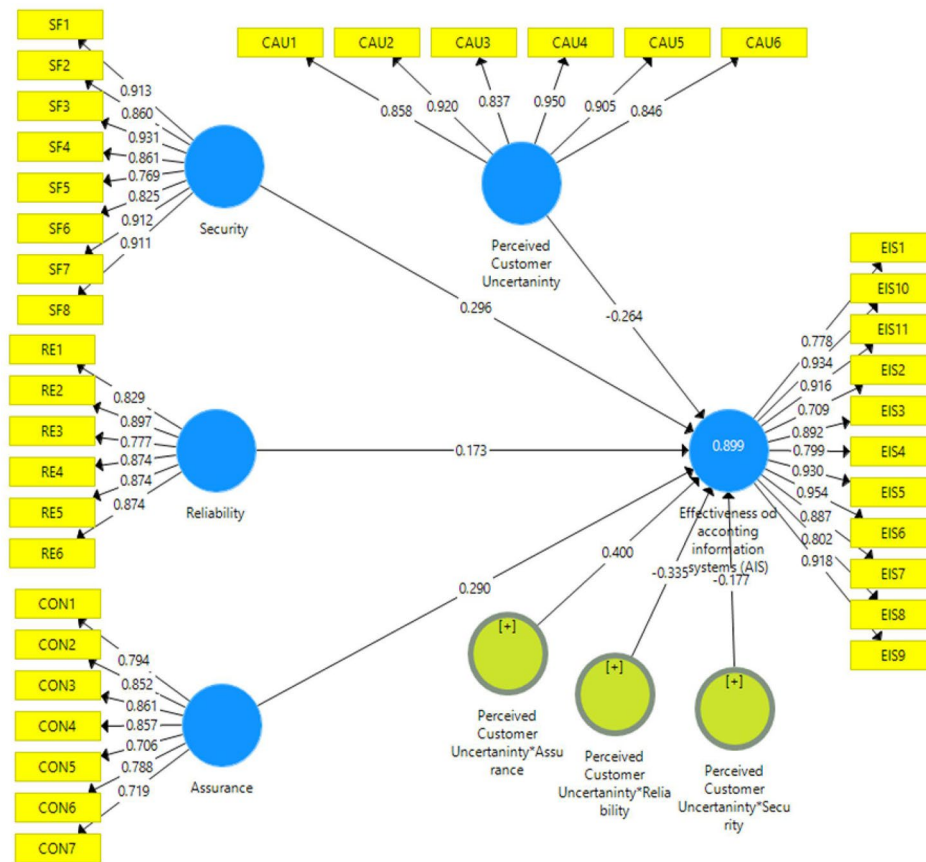 SF1
SF2
SF3
SF4
SF5
SF6
SF7
SF8
0.913
0.860
0.931
0.861
0.769
0.825
0.912
0.911
Security
CAU1
CAU2
CAU3
CAU4
CAU5
CAU6
0.858
0.920
0.837
0.950
0.905
0.846
Perceived
Customer
Uncertaninty
0.296
-0.264
RE1
RE2
RE3
RE4
RE5
RE6
0.829
0.897
0.777
0.874
0.874
0.874
Reliability
0.173
CON1
CON2
CON3
CON4
CON5
CON6
CON7
0.794
0.852
0.861
0.857
0.706
0.788
0.719
Assurance
0.290
0.899
Effectiveness od
acconting
information
systems (AIS)
EIS1
EIS10
EIS11
EIS2
EIS3
EIS4
EIS5
EIS6
EIS7
EIS8
EIS9
0.778
0.934
0.916
0.709
0.892
0.799
0.930
0.954
0.887
0.802
0.918
0.400
-0.335
-0.177
[+]
Perceived
Customer
Uncertaninty*Assu
rance
[+]
Perceived
Customer
Uncertaninty*Relia
bility
[+]
Perceived
Customer
Uncertaninty*Secu
rity